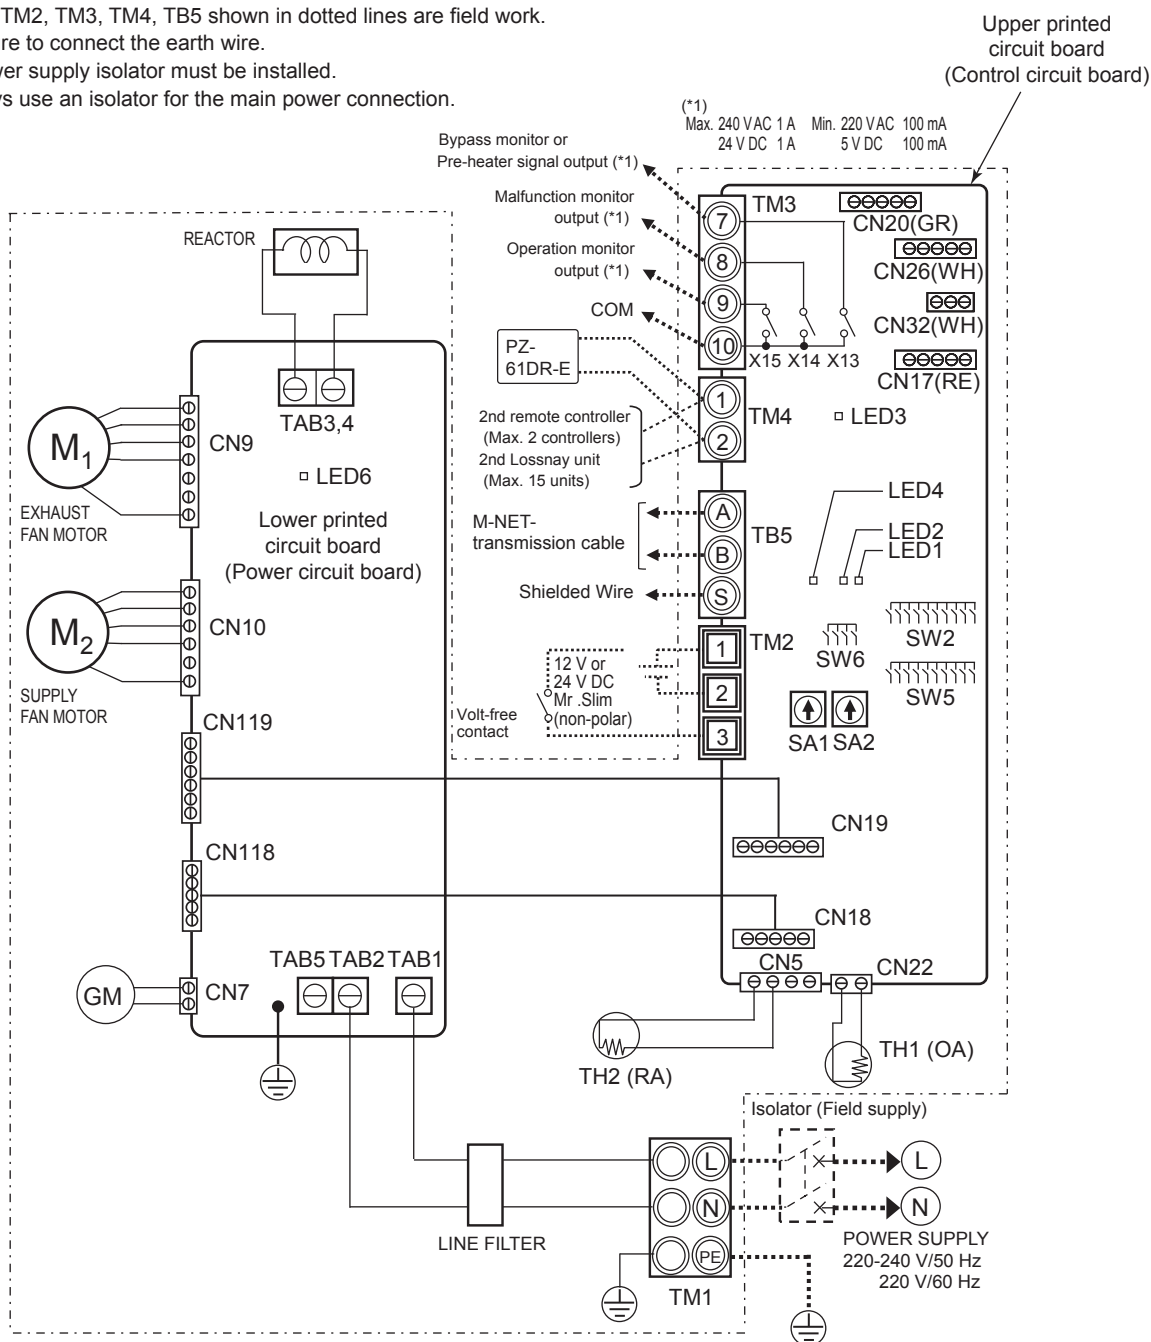 TM2, TM3, TM4, TB5 shown in dotted lines are field work.
re to connect the earth wire.
er supply isolator must be installed.
s use an isolator for the main power connection.
Upper printed
circuit board
(Control circuit board)
(*1)
Max. 240 V AC 1 A Min. 220 V AC 100 mA
24 V DC 1 A 5 V DC 100 mA
Bypass monitor or
Pre-heater signal output (*1)
Malfunction monitor
output (*1)
Operation monitor
output (*1)
COM
PZ-
61DR-E
2nd remote controller
(Max. 2 controllers)
2nd Lossnay unit
(Max. 15 units)
M-NET-
transmission cable
Shielded Wire
12 V or
24 V DC
Mr .Slim
(non-polar)
Volt-free
contact
7
8
9
10
TM3
X15 X14 X13
1
2
TM4
A
B
S
TB5
1
2
3
TM2
CN20(GR)
CN26(WH)
CN32(WH)
CN17(RE)
LED3
LED4
LED2
LED1
SW6
SW2
SW5
SA1 SA2
CN19
CN18
CN5
CN22
TH2 (RA)
TH1 (OA)
REACTOR
TAB3,4
LED6
Lower printed
circuit board
(Power circuit board)
M1
EXHAUST
FAN MOTOR
CN9
M2
SUPPLY
FAN MOTOR
CN10
CN119
CN118
GM
CN7
TAB5 TAB2 TAB1
LINE FILTER
L
N
PE
TM1
Isolator (Field supply)
L
N
POWER SUPPLY
220-240 V/50 Hz
220 V/60 Hz